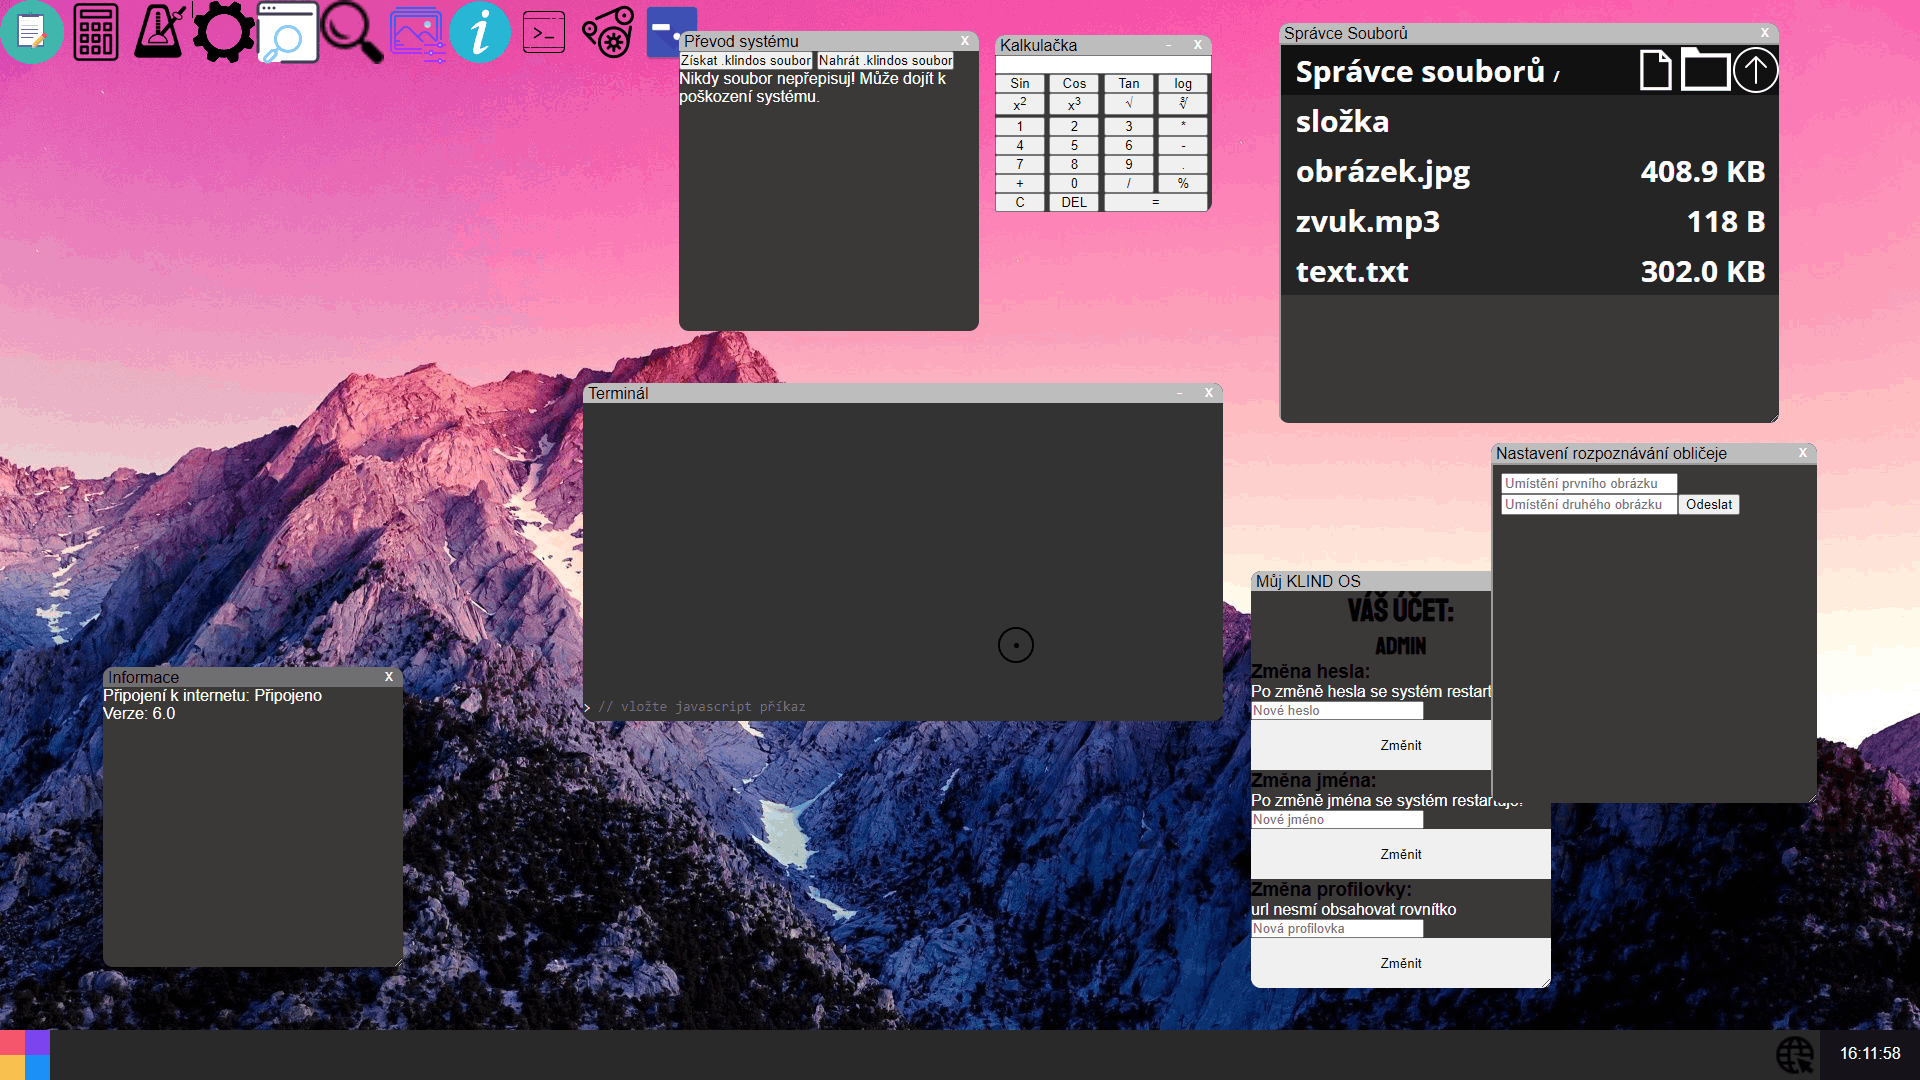 Převod systému X
Získat .klindos soubor Nahrát .klindos soubor
Nikdy soubor nepřepisuj! Může dojít k
poškození systému.
Kalkulačka - X
Sin Cos Tan log
x² x³ √ ∛
1 2 3 *
4 5 6 -
7 8 9 .
+ 0 / %
C DEL =
Správce Souborů X
Správce souborů /
složka
obrázek.jpg 408.9 KB
zvuk.mp3 118 B
text.txt 302.0 KB
Terminál - X
> // vložte javascript příkaz
Nastavení rozpoznávání obličeje X
Umístění prvního obrázku
Umístění druhého obrázku Odeslat
Můj KLIND OS
VÁŠ ÚČET:
ADMIN
Změna hesla:
Po změně hesla se systém restart
Nové heslo
Změnit
Změna jména:
Po změně jména se systém restartuje.
Nové jméno
Změnit
Změna profilovky:
url nesmí obsahovat rovnítko
Nová profilovka
Změnit
Informace X
Připojení k internetu: Připojeno
Verze: 6.0
16:11:58